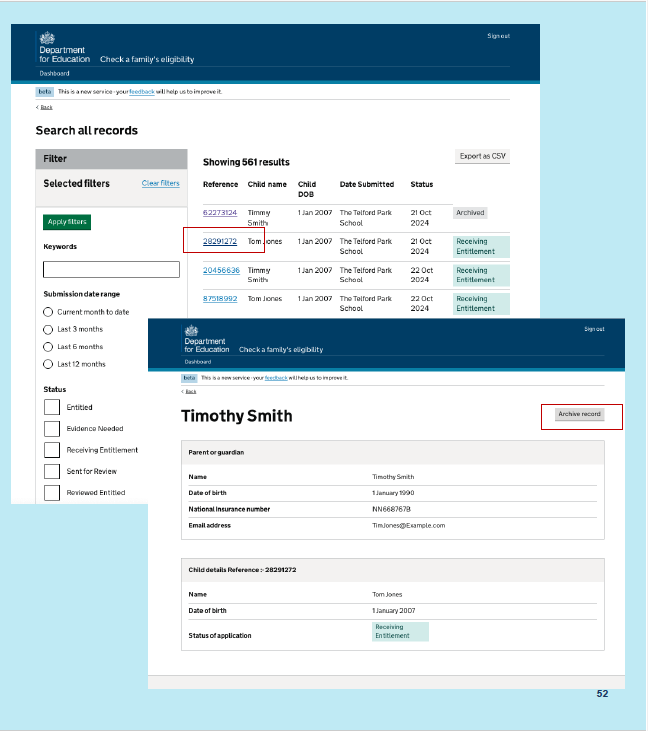 Sign out
Department
for Education Check a family's eligibility
Dashboard
beta This is a new service - your feedback will help us to improve it.
< Back
Search all records
Filter
Selected filters Clear filters
Apply filters
Keywords
Submission date range
Current month to date
Last 3 months
Last 6 months
Last 12 months
Status
Entitled
Evidence Needed
Receiving Entitlement
Sent for Review
Reviewed Entitled
Showing 561 results Export as CSV
Reference Child name Child DOB Date Submitted Status
62273124 Timmy Smith 1 Jan 2007 The Telford Park School 21 Oct 2024 Archived
28291272 Tom Jones 1 Jan 2007 The Telford Park School 21 Oct 2024 Receiving Entitlement
20456636 Timmy Smith 1 Jan 2007 The Telford Park School 22 Oct 2024 Receiving Entitlement
87518992 Tom Jones 1 Jan 2007 The Telford Park School 22 Oct 2024 Receiving Entitlement
Sign out
Department
for Education Check a family's eligibility
Dashboard
beta This is a new service - your feedback will help us to improve it.
< Back
Timothy Smith Archive record
Parent or guardian
Name Timothy Smith
Date of birth 1 January 1990
National Insurance number NN668767B
Email address TimJones@Example.com
Child details Reference :- 28291272
Name Tom Jones
Date of birth 1 January 2007
Status of application Receiving Entitlement
52